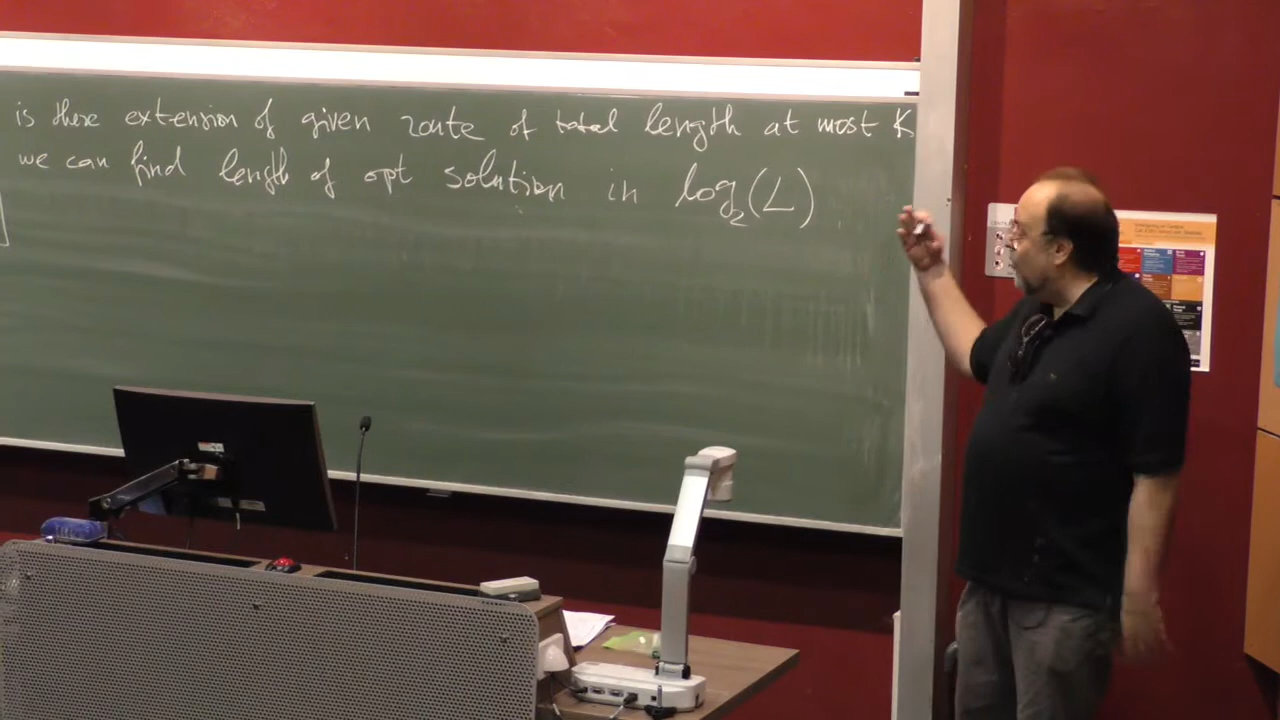 is there extension of given route of total length at most K
we can find length of opt solution in log₂(L)